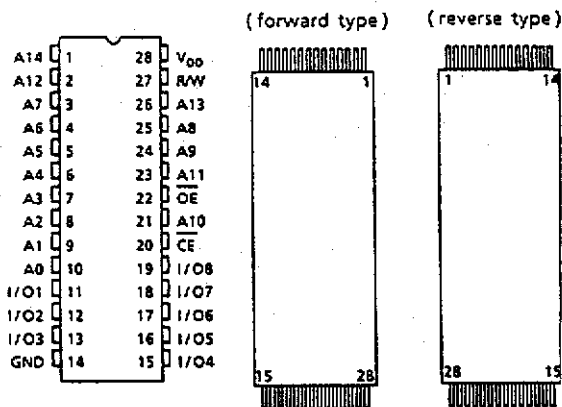 (forward type)
(reverse type)
A14 1 28 VDD
A12 2 27 R/W
A7 3 26 A13
A6 4 25 A8
A5 5 24 A9
A4 6 23 A11
A3 7 22 OE
A2 8 21 A10
A1 9 20 CE
A0 10 19 I/O8
I/O1 11 18 I/O7
I/O2 12 17 I/O6
I/O3 13 16 I/O5
GND 14 15 I/O4
14 1
15 28
1 14
28 15